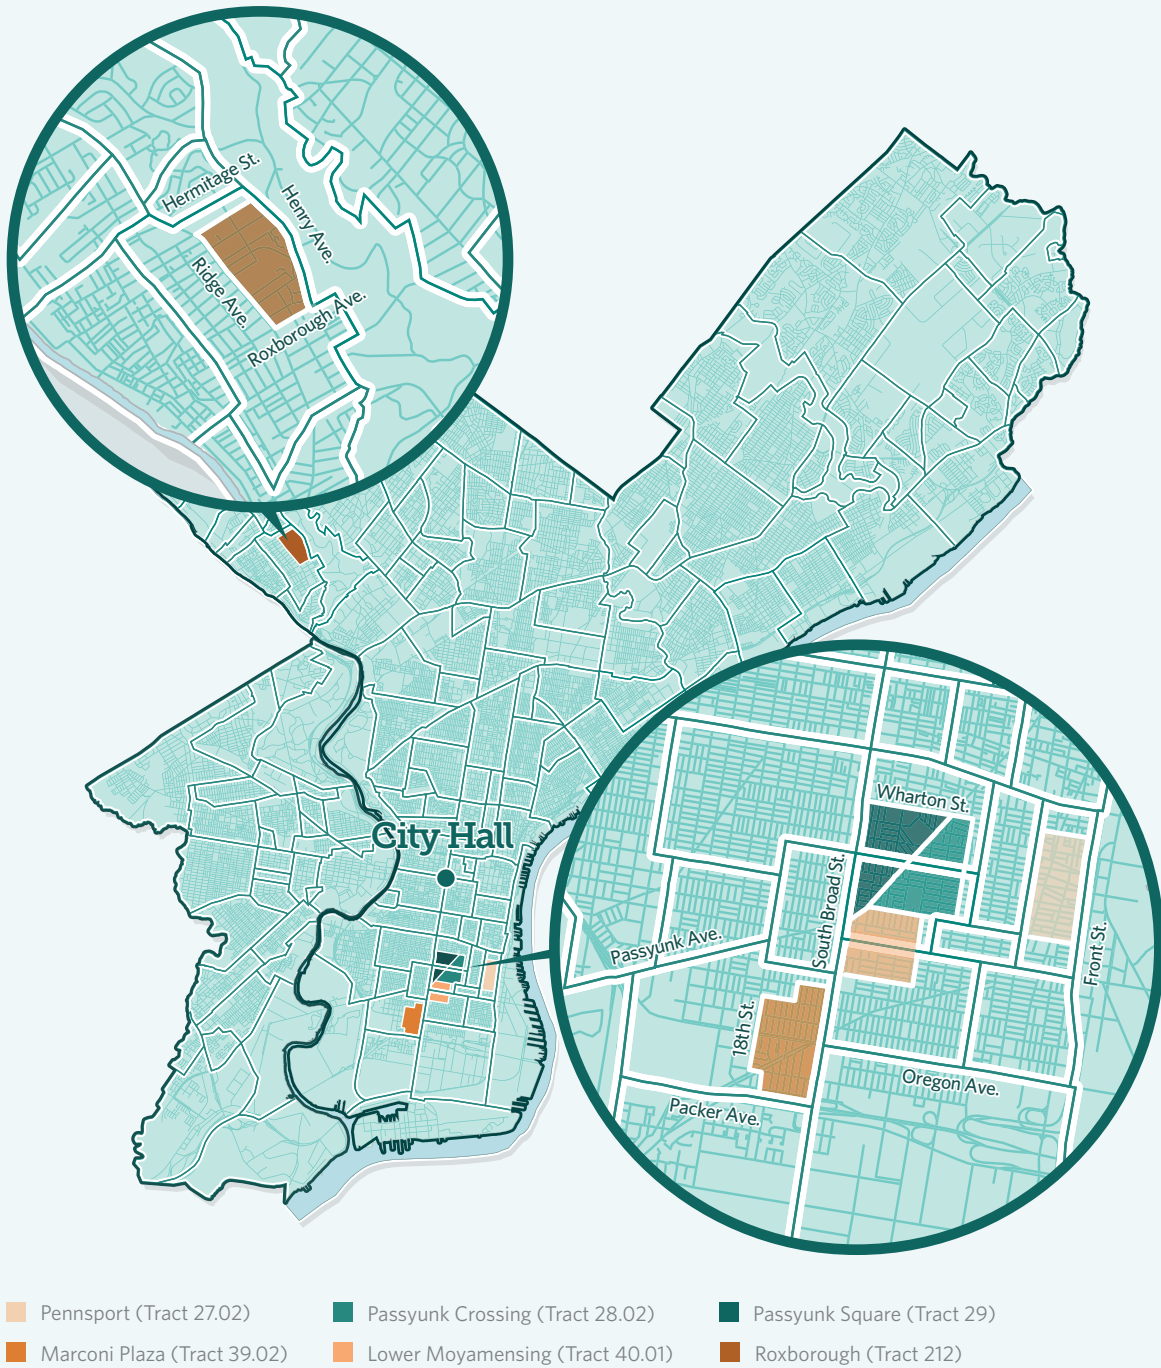 Hermitage St.
Henry Ave.
Ridge Ave.
Roxborough Ave.
City Hall
Wharton St.
South Broad St.
Passyunk Ave.
Front St.
18th St.
Oregon Ave.
Packer Ave.
Pennsport (Tract 27.02)
Passyunk Crossing (Tract 28.02)
Passyunk Square (Tract 29)
Marconi Plaza (Tract 39.02)
Lower Moyamensing (Tract 40.01)
Roxborough (Tract 212)